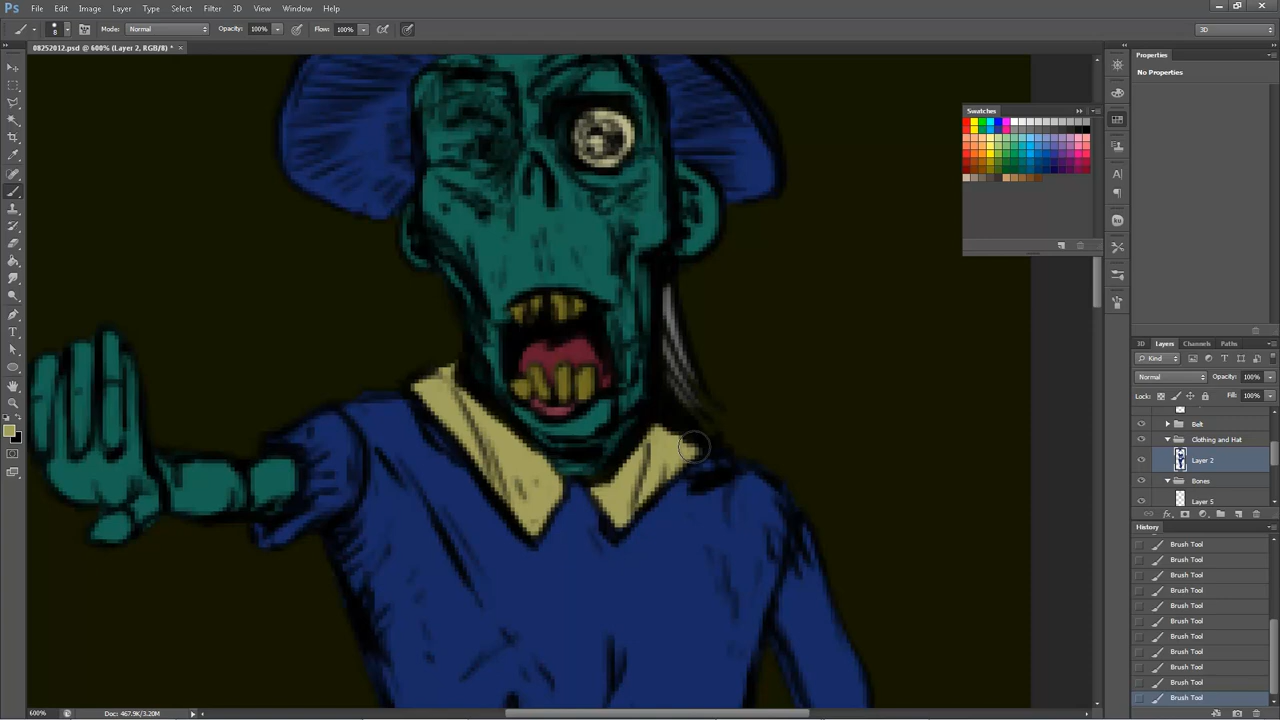 Ps File Edit Image Layer Type Select Filter 3D View Window Help
8 Mode: Normal Opacity: 100% Flow: 100% 3D
08252012.psd @ 600% (Layer 2, RGB/8) * ×
Properties
No Properties
Swatches
3D Layers Channels Paths
Kind
Normal Opacity: 100%
Lock: Fill: 100%
Belt
Clothing and Hat
Layer 2
Bones
Layer 5
fx
History
Brush Tool
Brush Tool
Brush Tool
Brush Tool
Brush Tool
Brush Tool
Brush Tool
Brush Tool
Brush Tool
Brush Tool
Brush Tool
600% Doc: 467.9K/3.20M